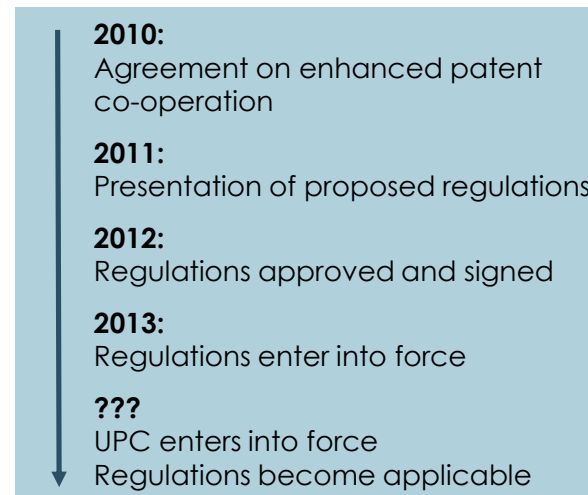 2010:
Agreement on enhanced patent
co-operation
2011:
Presentation of proposed regulations
2012:
Regulations approved and signed
2013:
Regulations enter into force
???
UPC enters into force
Regulations become applicable